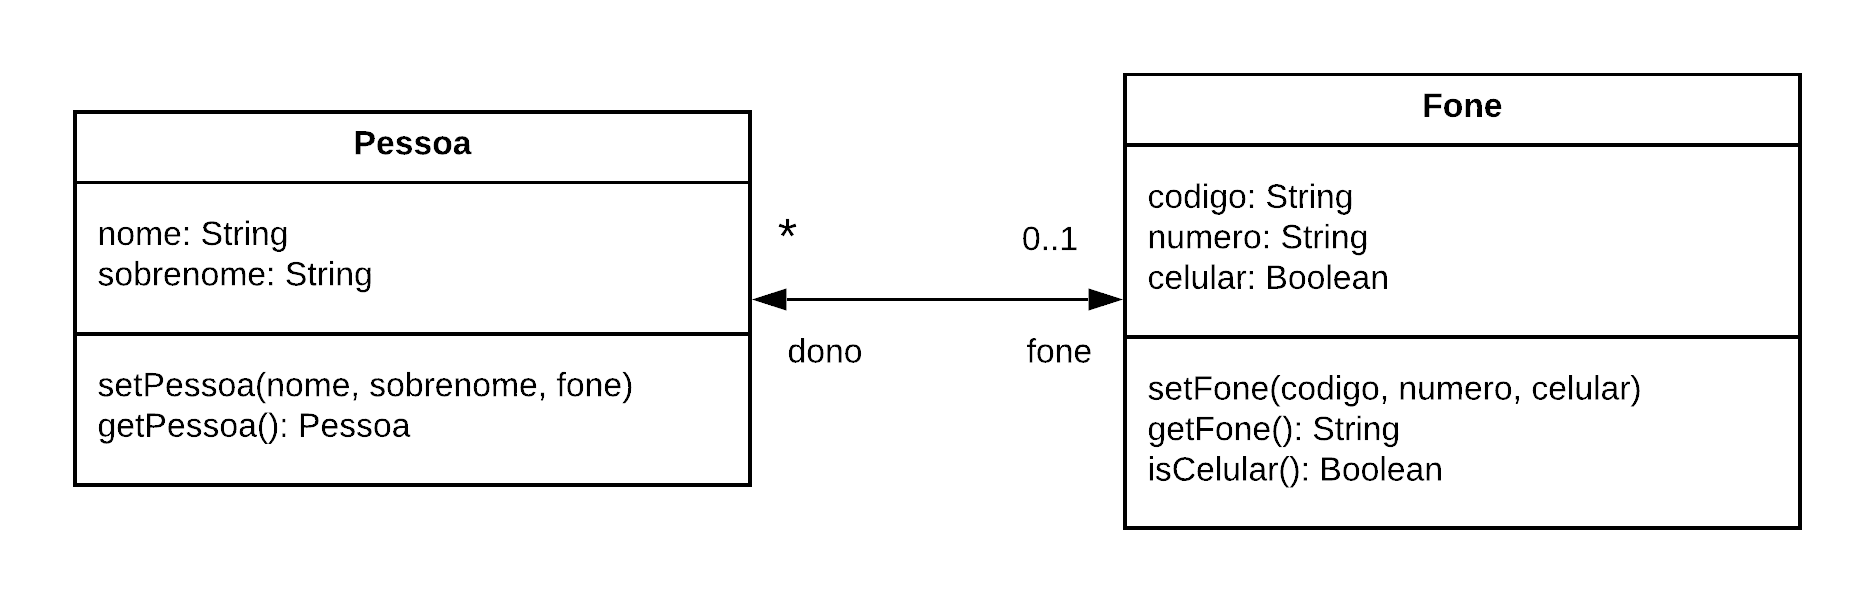 Pessoa
nome: String
sobrenome: String
setPessoa(nome, sobrenome, fone)
getPessoa(): Pessoa
*
0..1
dono
fone
Fone
codigo: String
numero: String
celular: Boolean
setFone(codigo, numero, celular)
getFone(): String
isCelular(): Boolean